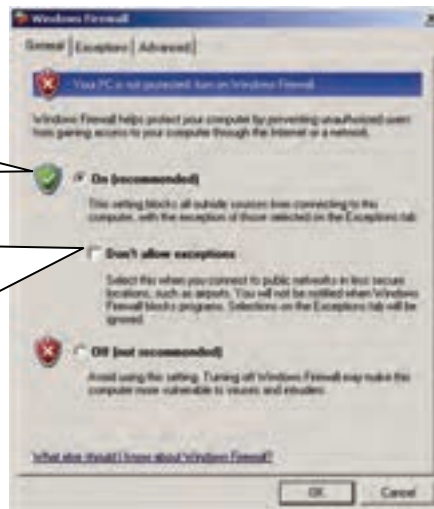 Windows Firewall
General Exceptions Advanced
Your PC is not protected: turn on Windows Firewall
Windows Firewall helps protect your computer by preventing unauthorized users
from gaining access to your computer through the Internet or a network.
On (recommended)
This setting blocks all outside sources from connecting to this
computer, with the exception of those selected on the Exceptions tab.
Don't allow exceptions
Select this when you connect to public networks in less secure
locations, such as airports. You will not be notified when Windows
Firewall blocks programs. Selections on the Exceptions tab will be
ignored.
Off (not recommended)
Avoid using this setting. Turning off Windows Firewall may make this
computer more vulnerable to viruses and intruders.
What else should I know about Windows Firewall?
OK Cancel